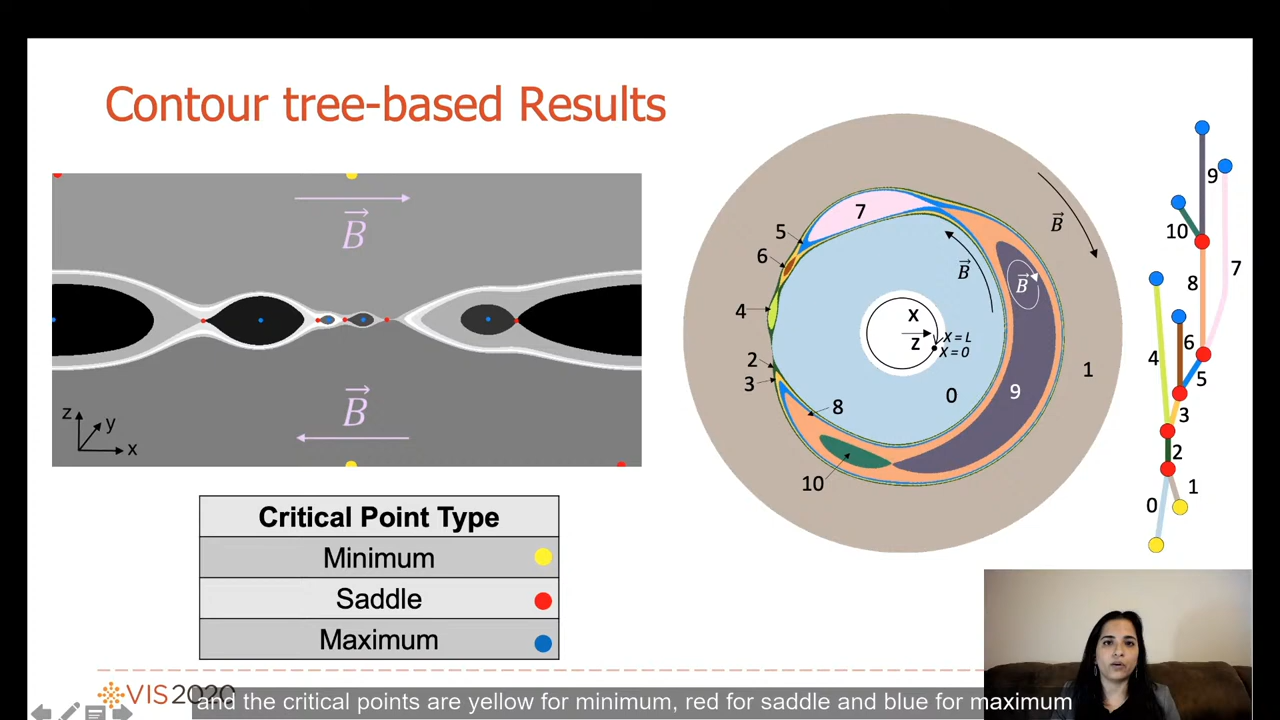 Contour tree-based Results
B
B
z
y
x
Critical Point Type
Minimum
Saddle
Maximum
7
5
6
4
2
3
8
10
0
9
1
B
B
B
X
Z
X=L
X=0
9
10
8
7
4
6
5
3
2
1
0
VIS2020
and the critical points are yellow for minimum, red for saddle and blue for maximum